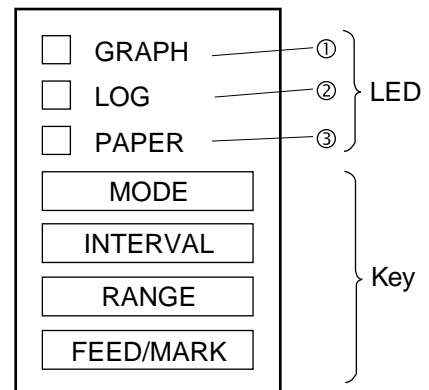 GRAPH ①
LOG ②
PAPER ③
LED
MODE
INTERVAL
RANGE
FEED/MARK
Key